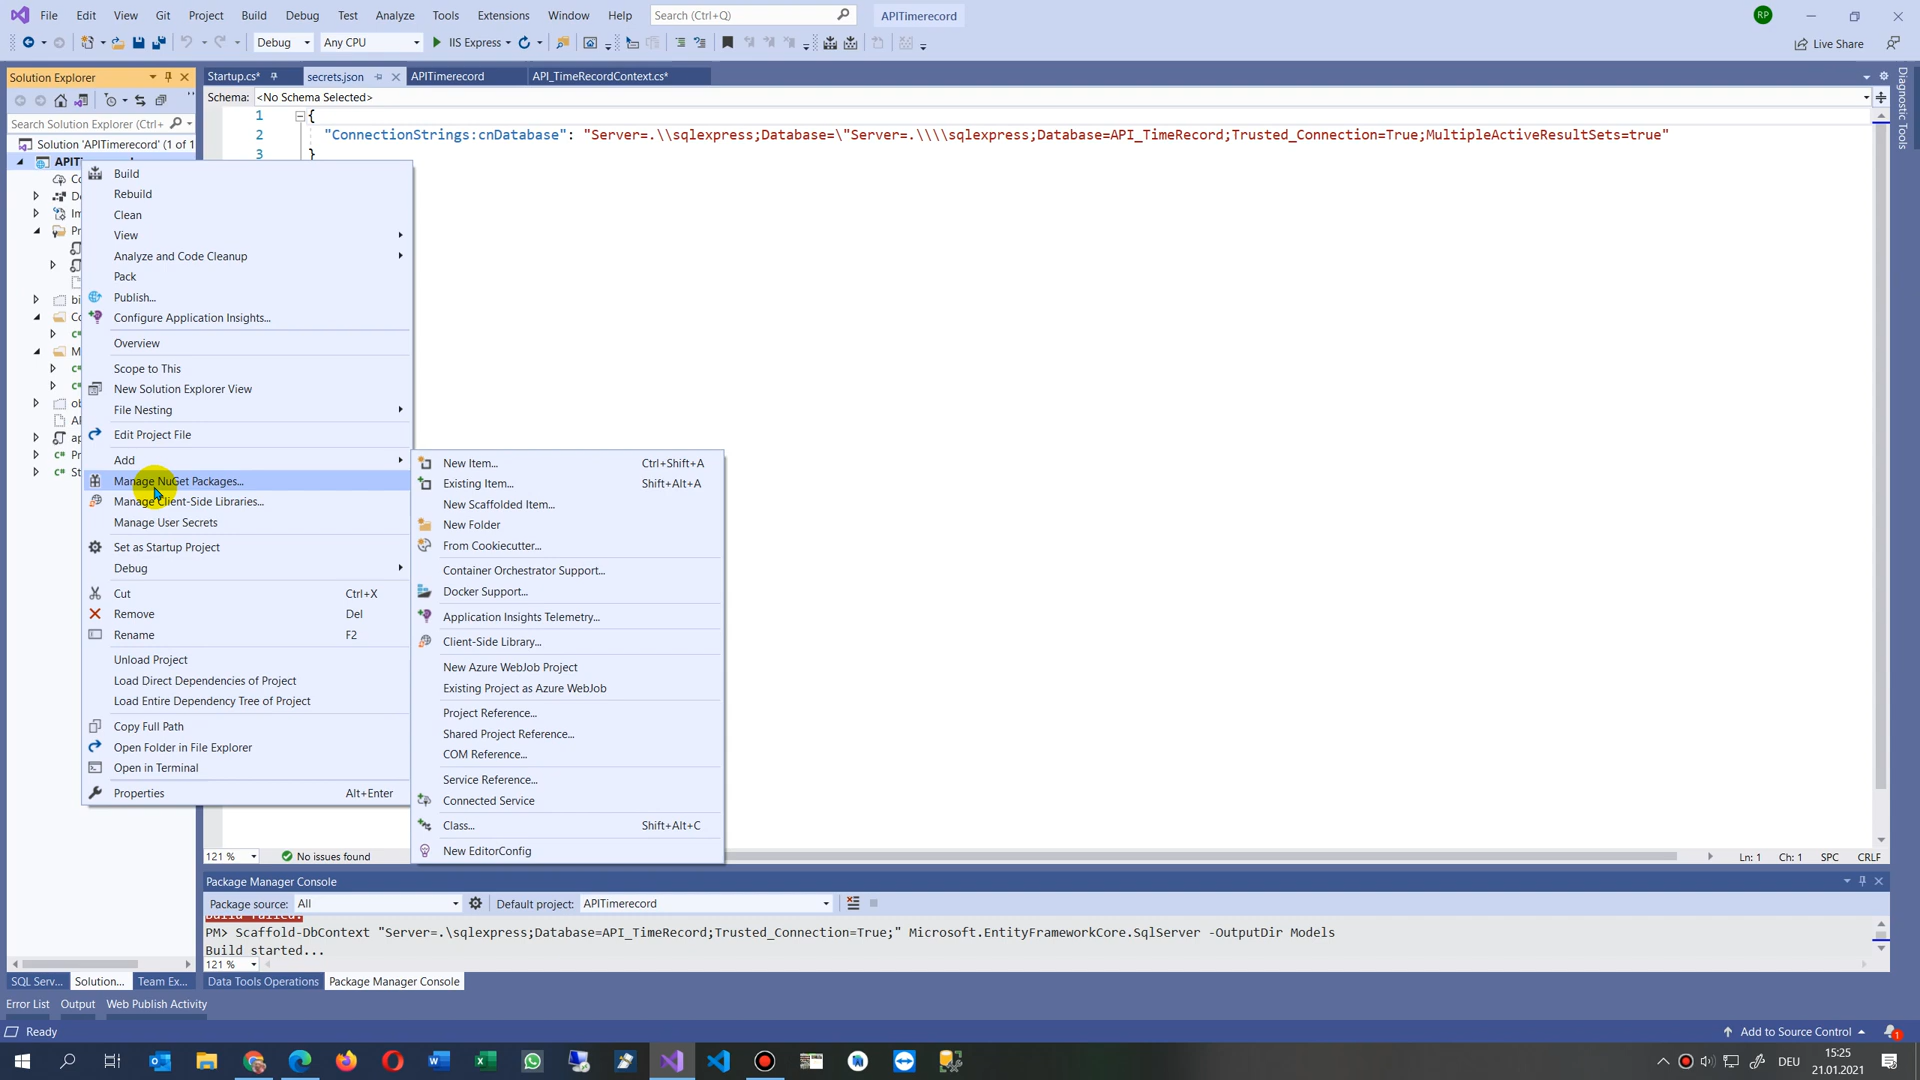 File Edit View Git Project Build Debug Test Analyze Tools Extensions Window Help Search (Ctrl+Q) APITimerecord RP
Debug Any CPU IIS Express Live Share
Solution Explorer Startup.cs* secrets.json APITimerecord API_TimeRecordContext.cs*
Schema: <No Schema Selected>
Search Solution Explorer (Ctrl+
Solution 'APITimerecord' (1 of 1
1 {
2 "ConnectionStrings:cnDatabase": "Server=.\\sqlexpress;Database=\"Server=.\\\\sqlexpress;Database=API_TimeRecord;Trusted_Connection=True;MultipleActiveResultSets=true"
3 }
Build
Rebuild
Clean
View
Analyze and Code Cleanup
Pack
Publish...
Configure Application Insights...
Overview
Scope to This
New Solution Explorer View
File Nesting
Edit Project File
Add
Manage NuGet Packages...
Manage Client-Side Libraries...
Manage User Secrets
Set as Startup Project
Debug
Cut Ctrl+X
Remove Del
Rename F2
Unload Project
Load Direct Dependencies of Project
Load Entire Dependency Tree of Project
Copy Full Path
Open Folder in File Explorer
Open in Terminal
Properties Alt+Enter
New Item... Ctrl+Shift+A
Existing Item... Shift+Alt+A
New Scaffolded Item...
New Folder
From Cookiecutter...
Container Orchestrator Support...
Docker Support...
Application Insights Telemetry...
Client-Side Library...
New Azure WebJob Project
Existing Project as Azure WebJob
Project Reference...
Shared Project Reference...
COM Reference...
Service Reference...
Connected Service
Class... Shift+Alt+C
New EditorConfig
Diagnostic Tools
121 % No issues found Ln: 1 Ch: 1 SPC CRLF
Package Manager Console
Package source: All Default project: APITimerecord
PM> Scaffold-DbContext "Server=.\sqlexpress;Database=API_TimeRecord;Trusted_Connection=True;" Microsoft.EntityFrameworkCore.SqlServer -OutputDir Models
Build started...
121 %
SQL Serv... Solution... Team Ex... Data Tools Operations Package Manager Console
Error List Output Web Publish Activity
Ready Add to Source Control 1
DEU 15:25
21.01.2021